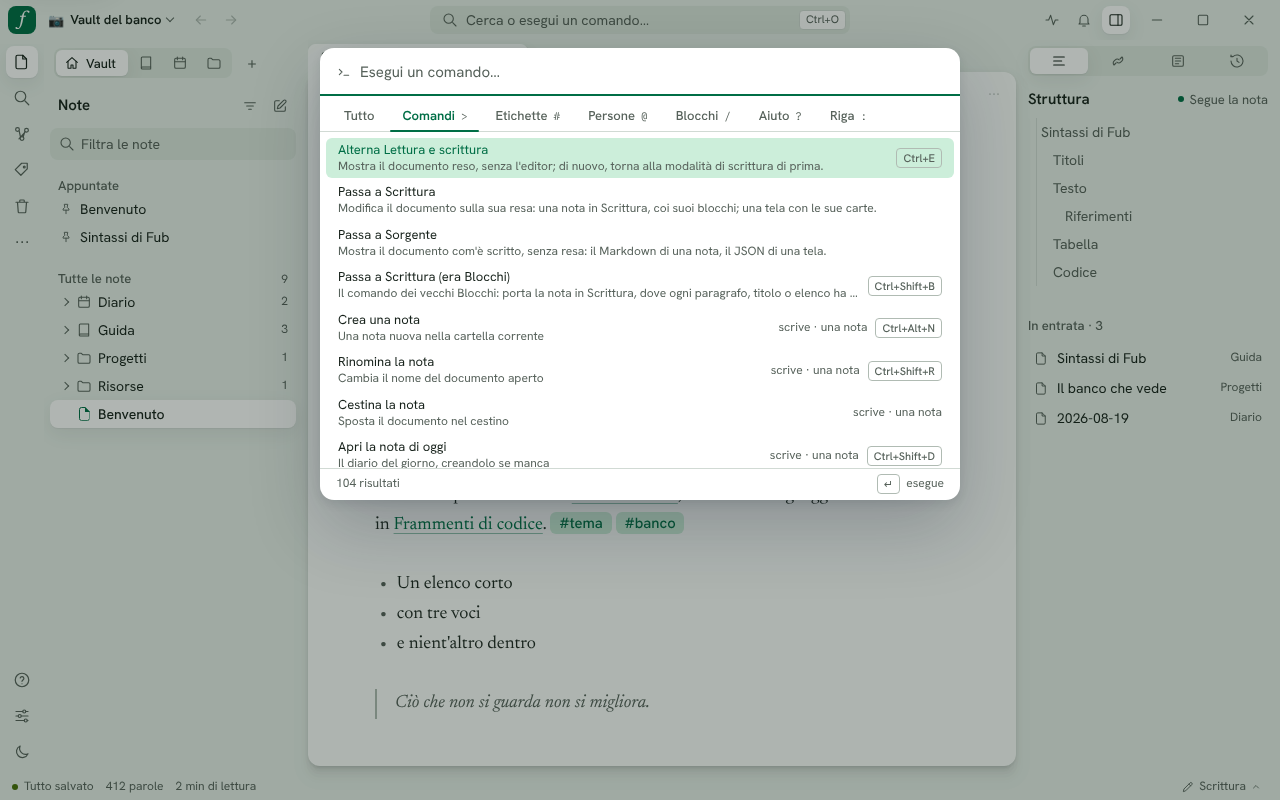 f
Vault del banco
Cerca o esegui un comando…
Ctrl+O
Vault
Note
Filtra le note
Appuntate
Benvenuto
Sintassi di Fub
Tutte le note 9
Diario 2
Guida 3
Progetti 1
Risorse 1
Benvenuto
Esegui un comando…
Tutto
Comandi >
Etichette #
Persone @
Blocchi /
Aiuto ?
Riga :
Alterna Lettura e scrittura
Mostra il documento reso, senza l'editor; di nuovo, torna alla modalità di scrittura di prima.
Ctrl+E
Passa a Scrittura
Modifica il documento sulla sua resa: una nota in Scrittura, coi suoi blocchi; una tela con le sue carte.
Passa a Sorgente
Mostra il documento com'è scritto, senza resa: il Markdown di una nota, il JSON di una tela.
Passa a Scrittura (era Blocchi)
Il comando dei vecchi Blocchi: porta la nota in Scrittura, dove ogni paragrafo, titolo o elenco ha …
Ctrl+Shift+B
Crea una nota
Una nota nuova nella cartella corrente
scrive · una nota
Ctrl+Alt+N
Rinomina la nota
Cambia il nome del documento aperto
scrive · una nota
Ctrl+Shift+R
Cestina la nota
Sposta il documento nel cestino
scrive · una nota
Apri la nota di oggi
Il diario del giorno, creandolo se manca
scrive · una nota
Ctrl+Shift+D
104 risultati
↵ esegue
in Frammenti di codice. #tema #banco
• Un elenco corto
• con tre voci
• e nient'altro dentro
Ciò che non si guarda non si migliora.
Struttura
Segue la nota
Sintassi di Fub
Titoli
Testo
Riferimenti
Tabella
Codice
In entrata · 3
Sintassi di Fub Guida
Il banco che vede Progetti
2026-08-19 Diario
Tutto salvato 412 parole 2 min di lettura
Scrittura